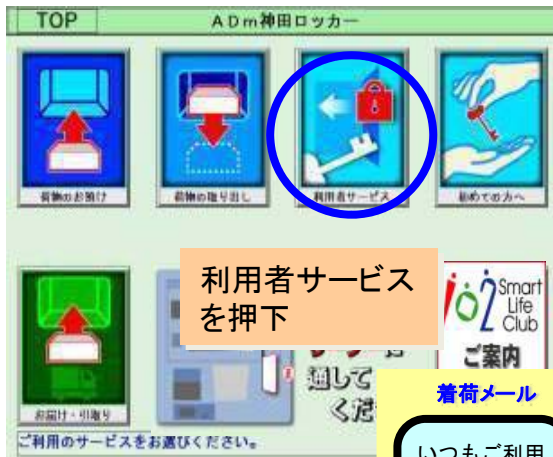 TOP
ADm神田ロッカー
荷物のお預け
荷物の取り出し
利用者サービス
初めての方へ
利用者サービス
を押下
Smart
Life
Club
ご案内
通して
くだ
お届け・引取り
ご利用のサービスをお選びください。
着荷メール
いつもご利用